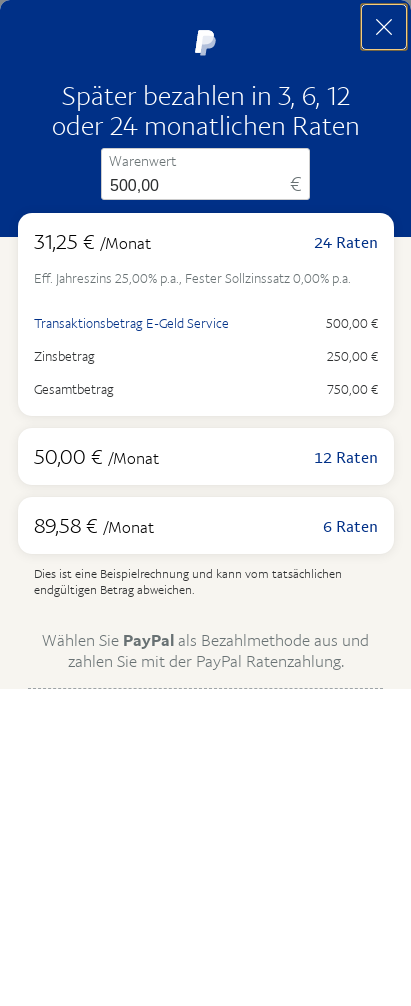 Später bezahlen in 3, 6, 12
oder 24 monatlichen Raten
Warenwert
500,00 €
31,25 € /Monat 24 Raten
Eff. Jahreszins 25,00% p.a., Fester Sollzinssatz 0,00% p.a.
Transaktionsbetrag E-Geld Service 500,00 €
Zinsbetrag 250,00 €
Gesamtbetrag 750,00 €
50,00 € /Monat 12 Raten
89,58 € /Monat 6 Raten
Dies ist eine Beispielrechnung und kann vom tatsächlichen
endgültigen Betrag abweichen.
Wählen Sie PayPal als Bezahlmethode aus und
zahlen Sie mit der PayPal Ratenzahlung.